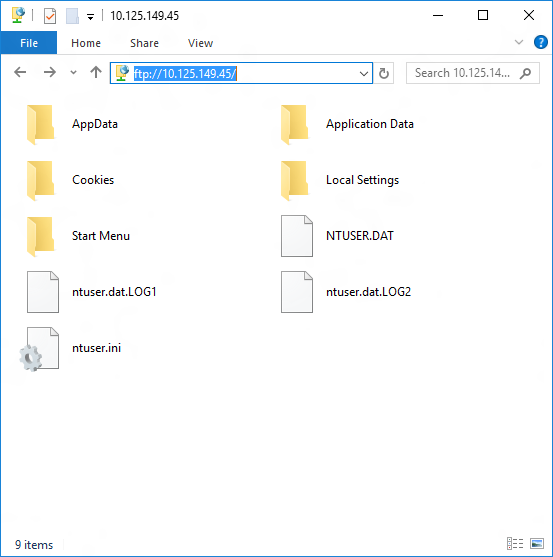 10.125.149.45
File Home Share View
ftp://10.125.149.45/ Search 10.125.14...
AppData Application Data
Cookies Local Settings
Start Menu NTUSER.DAT
ntuser.dat.LOG1 ntuser.dat.LOG2
ntuser.ini
9 items